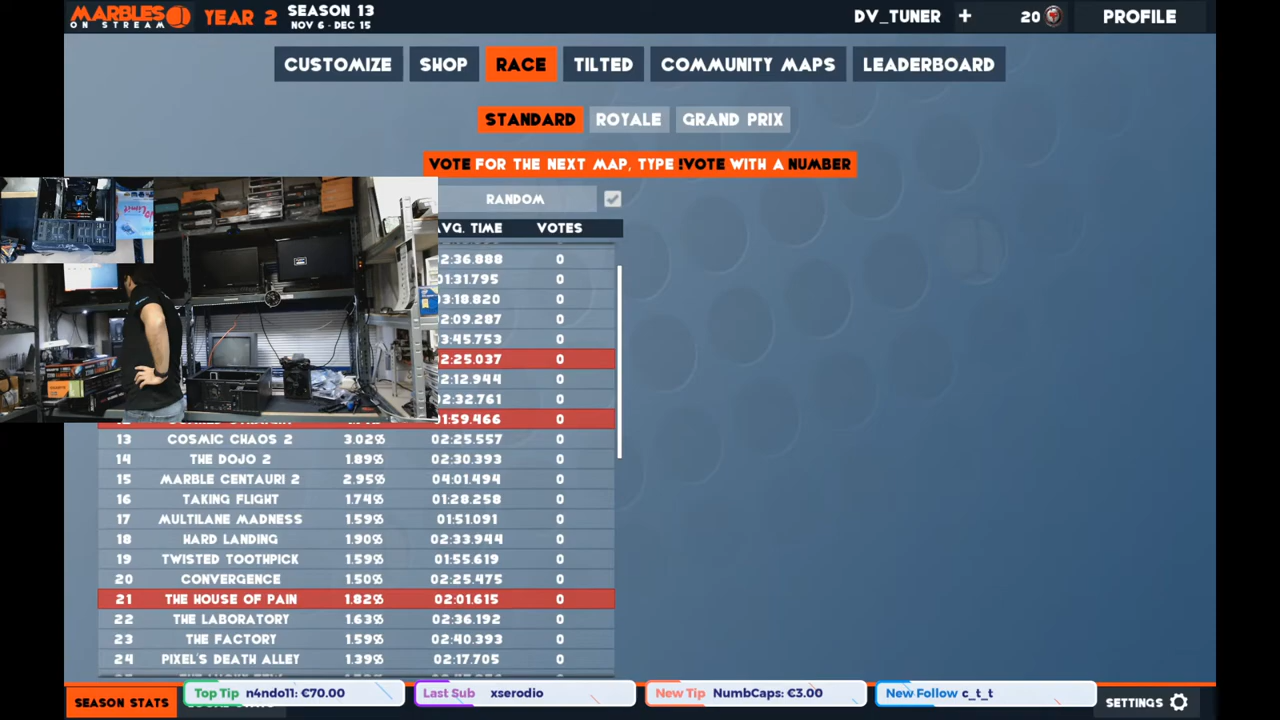 MARBLES
ON STREAM
YEAR 2
SEASON 13
NOV 6 - DEC 15
DV_TUNER +
20
PROFILE
CUSTOMIZE
SHOP
RACE
TILTED
COMMUNITY MAPS
LEADERBOARD
STANDARD
ROYALE
GRAND PRIX
VOTE FOR THE NEXT MAP, TYPE !VOTE WITH A NUMBER
RANDOM
AVG. TIME VOTES
2:36.888 0
01:31.795 0
3:18.820 0
02:09.287 0
3:45.753 0
2:25.037 0
02:12.944 0
02:32.761 0
01:59.466 0
13 COSMIC CHAOS 2 3.02% 02:25.557 0
14 THE DOJO 2 1.89% 02:30.393 0
15 MARBLE CENTAURI 2 2.95% 04:01.494 0
16 TAKING FLIGHT 1.74% 01:28.258 0
17 MULTILANE MADNESS 1.59% 01:51.091 0
18 HARD LANDING 1.90% 02:33.944 0
19 TWISTED TOOTHPICK 1.59% 01:55.619 0
20 CONVERGENCE 1.50% 02:25.475 0
21 THE HOUSE OF PAIN 1.82% 02:01.615 0
22 THE LABORATORY 1.63% 02:36.192 0
23 THE FACTORY 1.59% 02:40.393 0
24 PIXEL'S DEATH ALLEY 1.39% 02:17.705 0
SEASON STATS
Top Tip n4ndo11: €70.00
Last Sub xserodio
New Tip NumbCaps: €3.00
New Follow c_t_t
SETTINGS